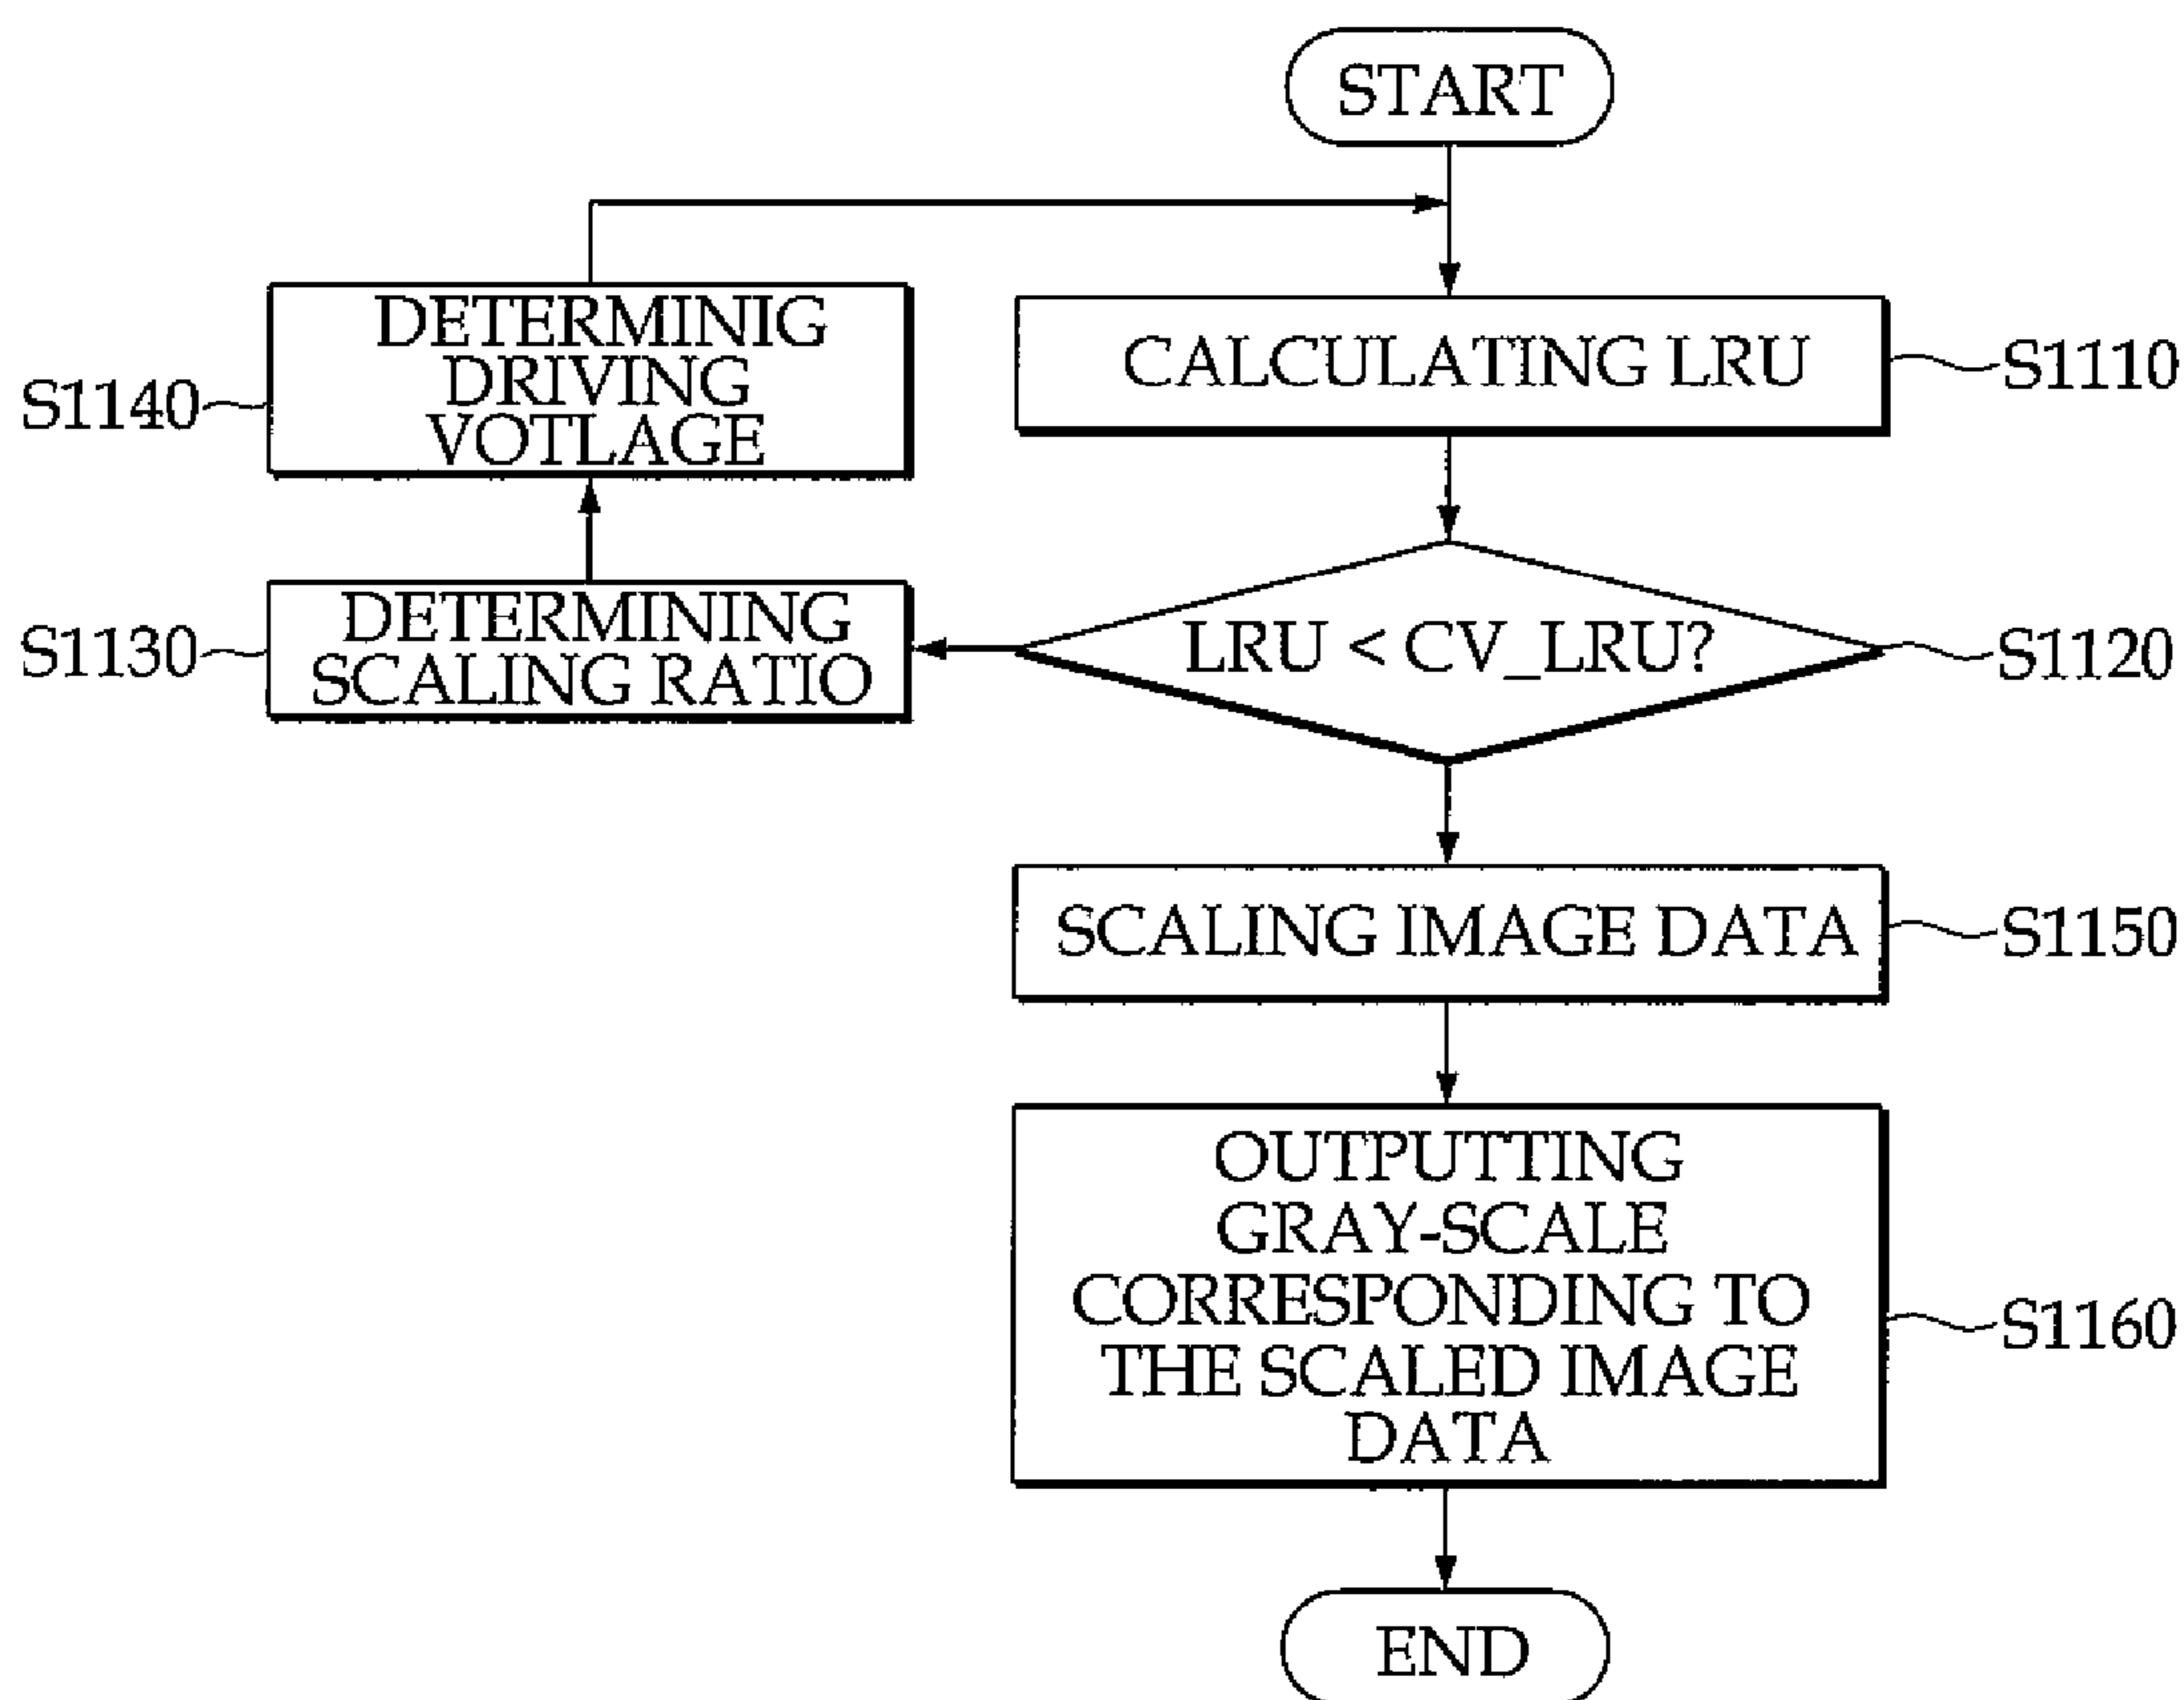 START
CALCULATING LRU
S1110
LRU < CV_LRU?
S1120
DETERMINING
SCALING RATIO
S1130
DETERMINIG
DRIVING
VOTLAGE
S1140
SCALING IMAGE DATA
S1150
OUTPUTTING
GRAY-SCALE
CORRESPONDING TO
THE SCALED IMAGE
DATA
S1160
END